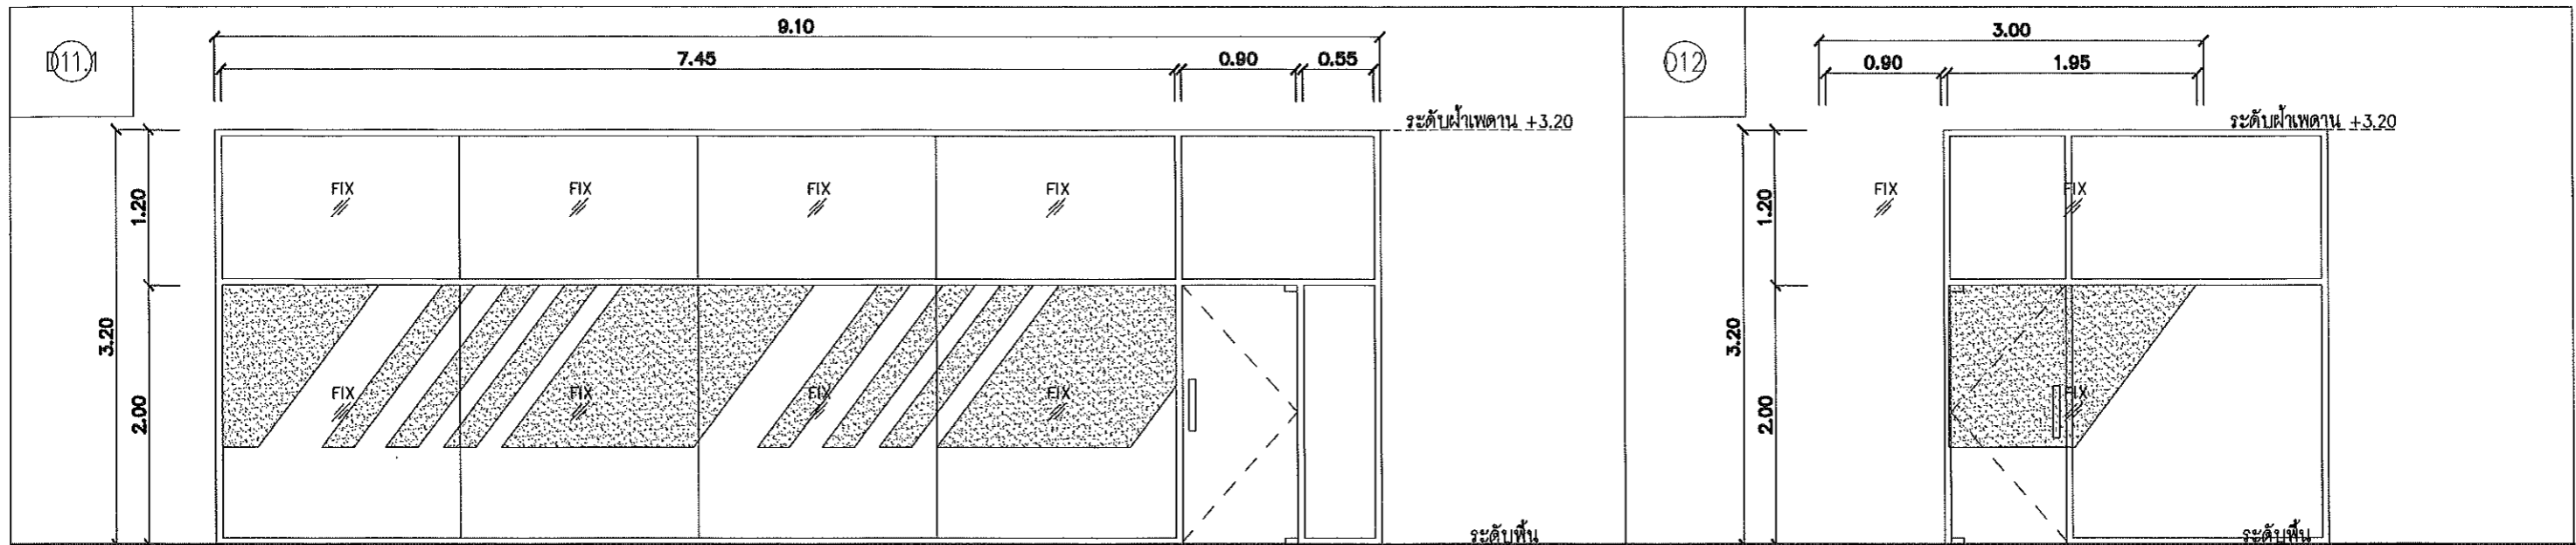 D11.1
9.10
7.45
0.90
0.55
ระดับฝ้าเพดาน +3.20
3.20
1.20
2.00
FIX
FIX
FIX
FIX
FIX
FIX
FIX
FIX
ระดับพื้น
D12
3.00
0.90
1.95
ระดับฝ้าเพดาน +3.20
3.20
1.20
2.00
FIX
FIX
FIX
ระดับพื้น